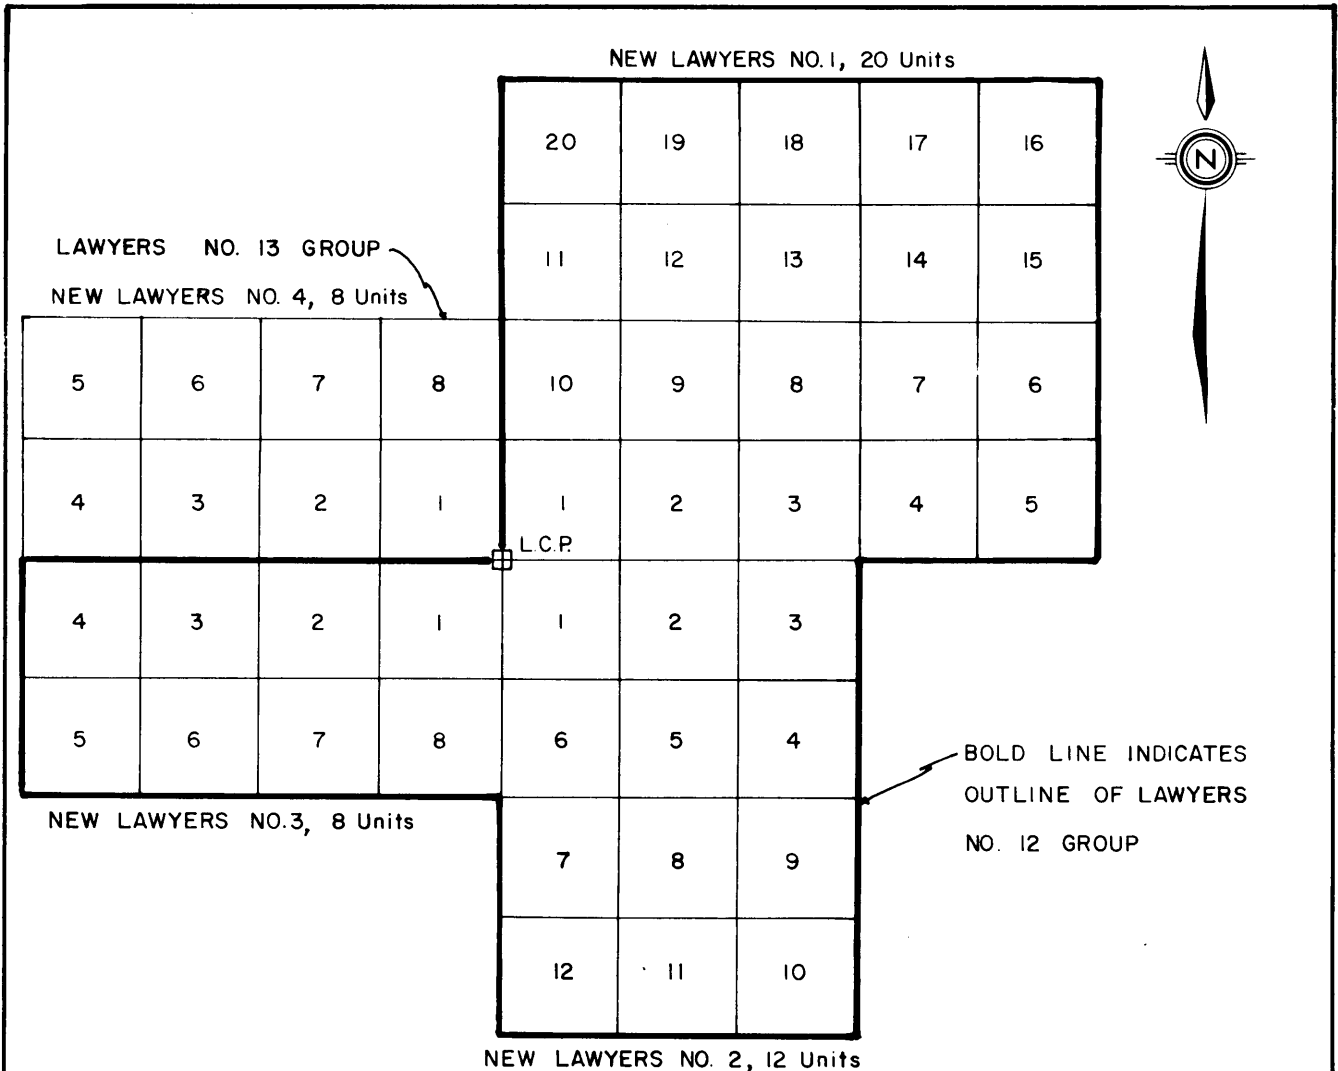 NEW LAWYERS NO. 1, 20 Units
20 19 18 17 16
N
LAWYERS NO. 13 GROUP
11 12 13 14 15
NEW LAWYERS NO. 4, 8 Units
5 6 7 8 10 9 8 7 6
4 3 2 1 1 2 3 4 5
L.C.P.
4 3 2 1 1 2 3
5 6 7 8 6 5 4
BOLD LINE INDICATES
OUTLINE OF LAWYERS
NO. 12 GROUP
NEW LAWYERS NO. 3, 8 Units
7 8 9
12 11 10
NEW LAWYERS NO. 2, 12 Units